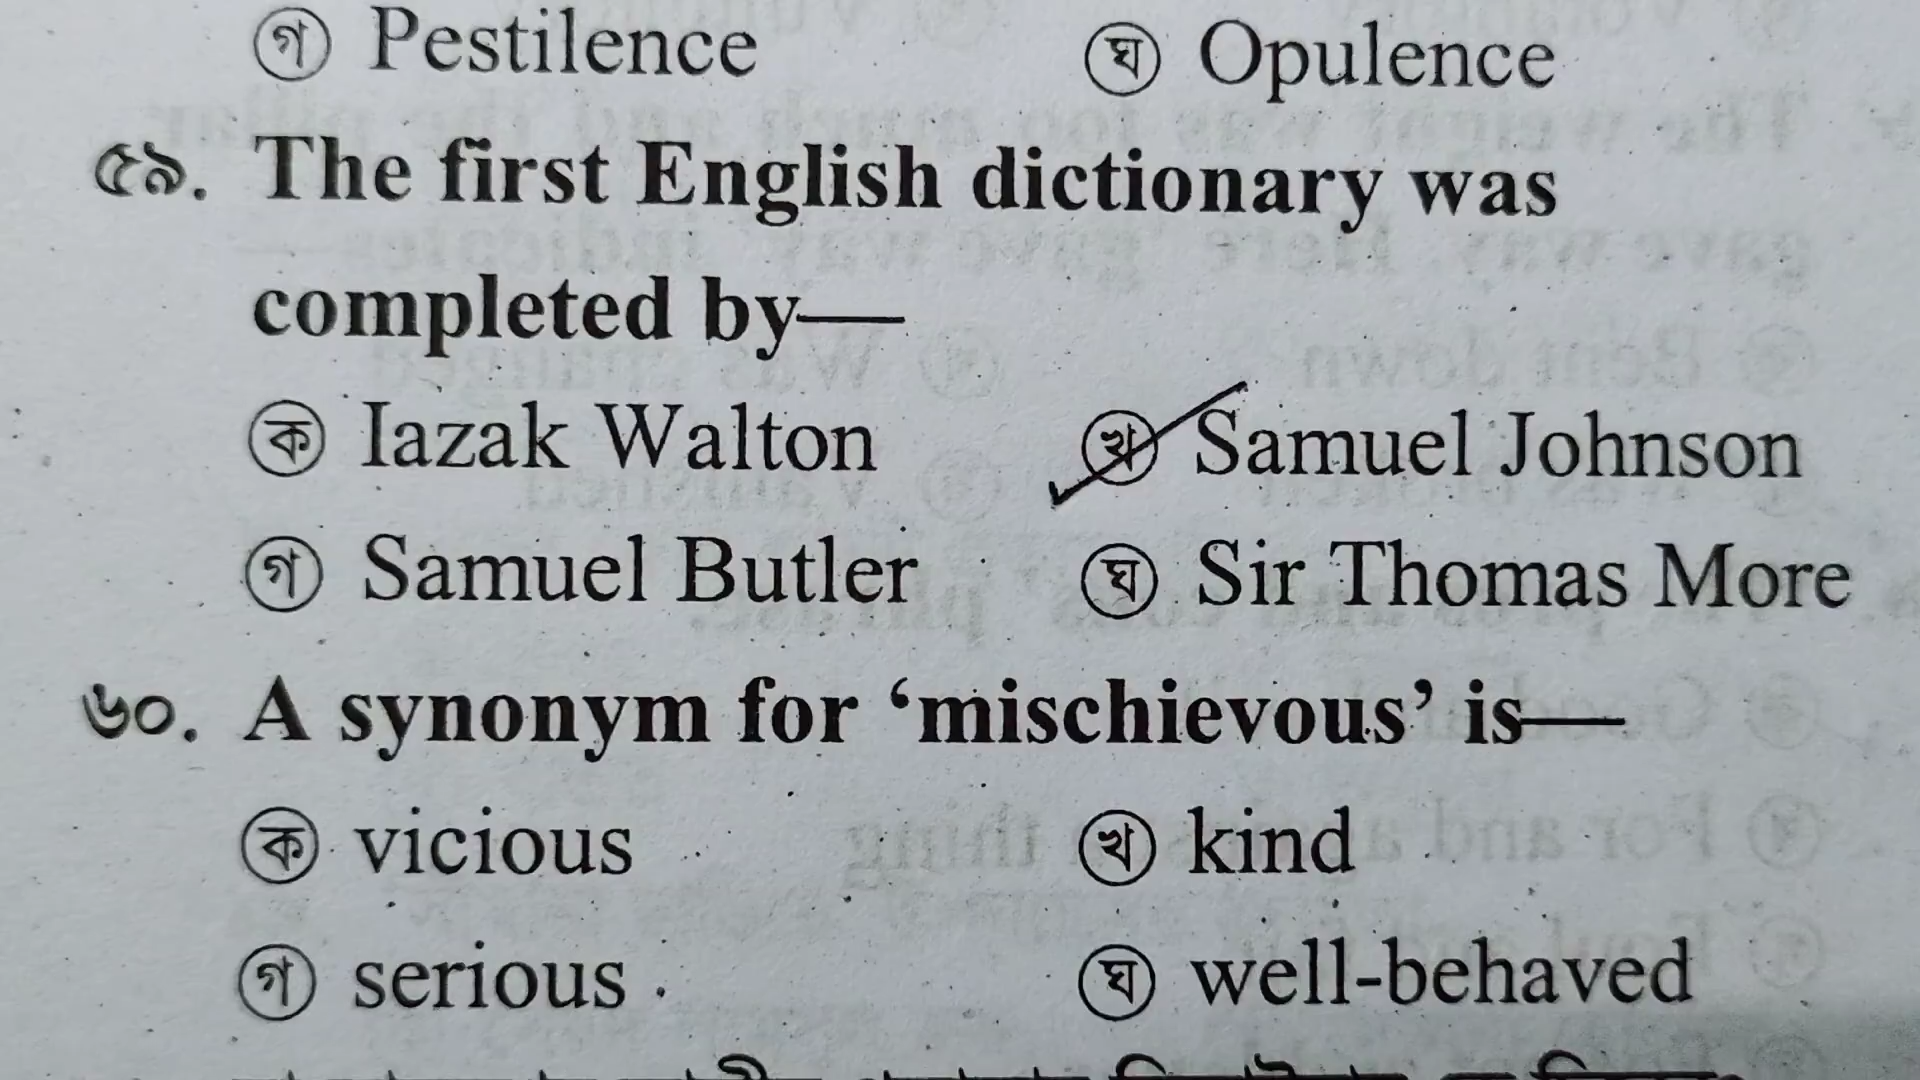 গ Pestilence ঘ Opulence
৫৯. The first English dictionary was
completed by—
ক Iazak Walton খ Samuel Johnson
গ Samuel Butler ঘ Sir Thomas More
৬০. A synonym for ‘mischievous’ is—
ক vicious খ kind
গ serious ঘ well-behaved